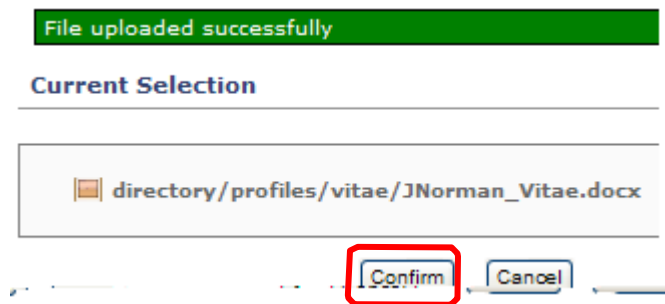 File uploaded successfully
Current Selection
directory/profiles/vitae/JNorman_Vitae.docx
Confirm Cancel